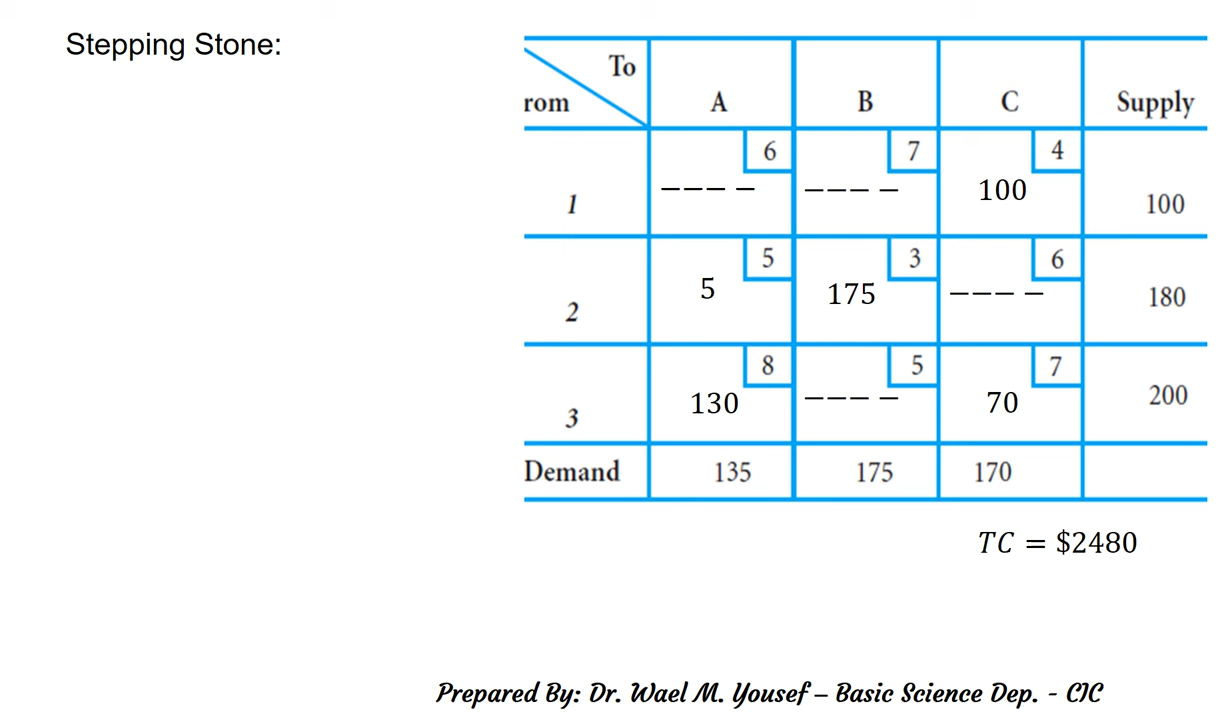 Stepping Stone:
To
rom A B C Supply
6 7 4
---- - ---- - 100
1 100
5 3 6
5 175 ---- -
2 180
8 5 7
130 ---- - 70 200
3
Demand 135 175 170
TC = $2480
Prepared By: Dr. Wael M. Yousef – Basic Science Dep. - CIC